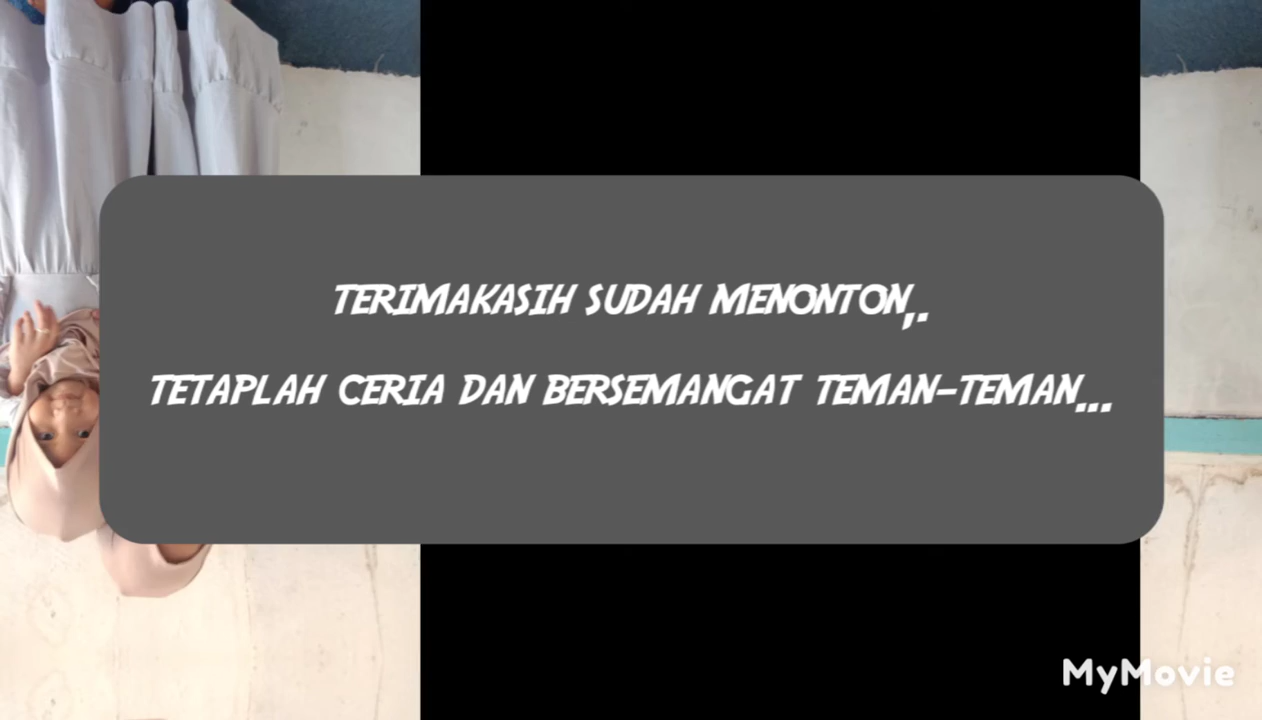 TERIMAKASIH SUDAH MENONTON,.
TETAPLAH CERIA DAN BERSEMANGAT TEMAN-TEMAN...
MyMovie